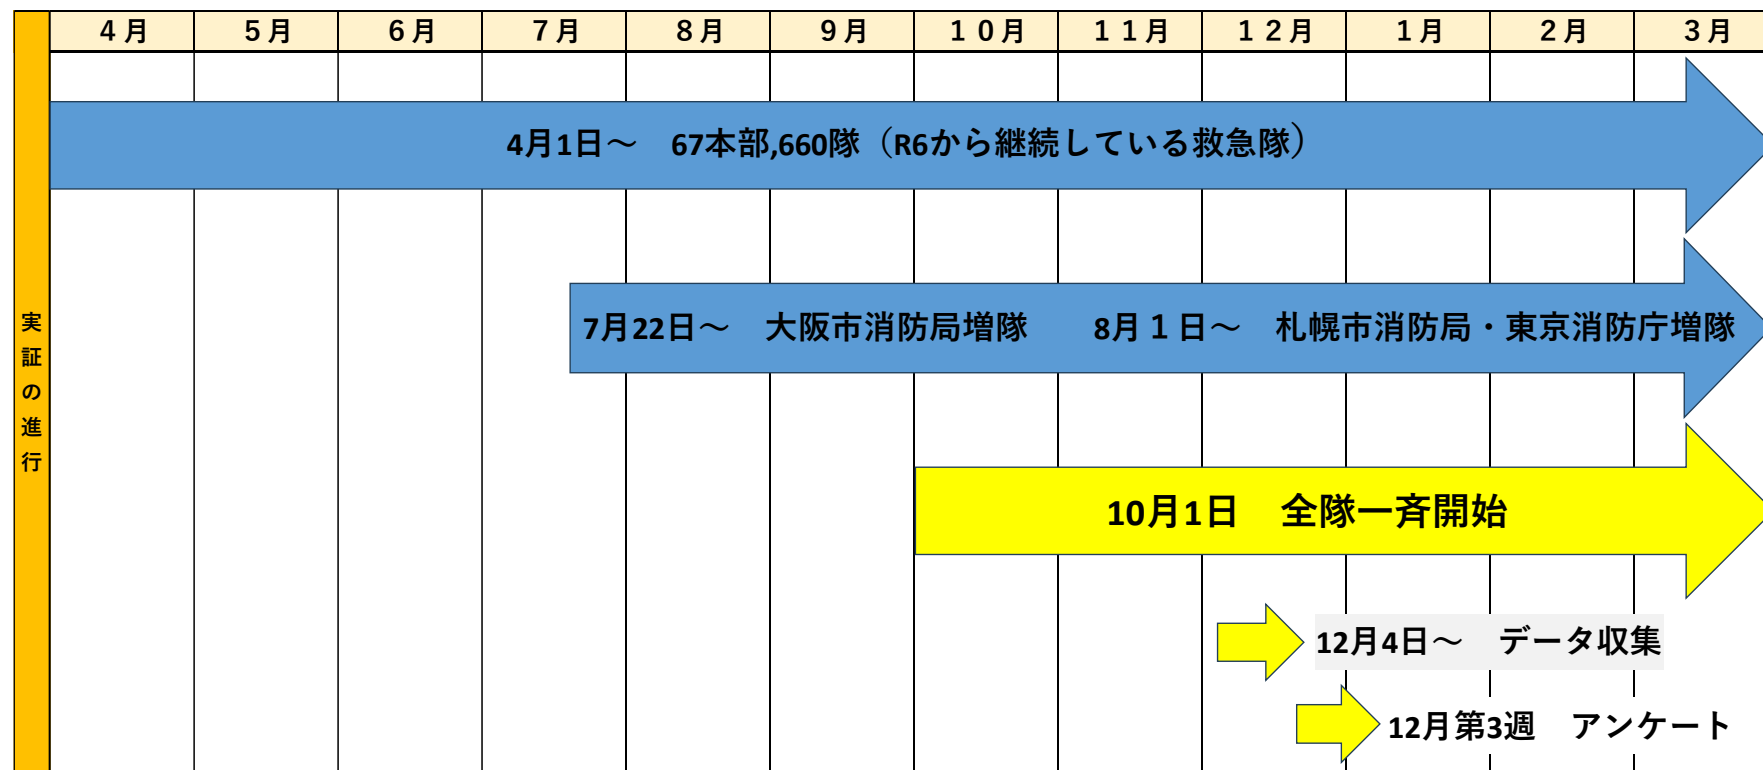 4月 5月 6月 7月 8月 9月 10月 11月 12月 1月 2月 3月
実証の進行
4月1日～　67本部,660隊（R6から継続している救急隊）
7月22日～　大阪市消防局増隊　　8月1日～　札幌市消防局・東京消防庁増隊
10月1日　全隊一斉開始
12月4日～　データ収集
12月第3週　アンケート